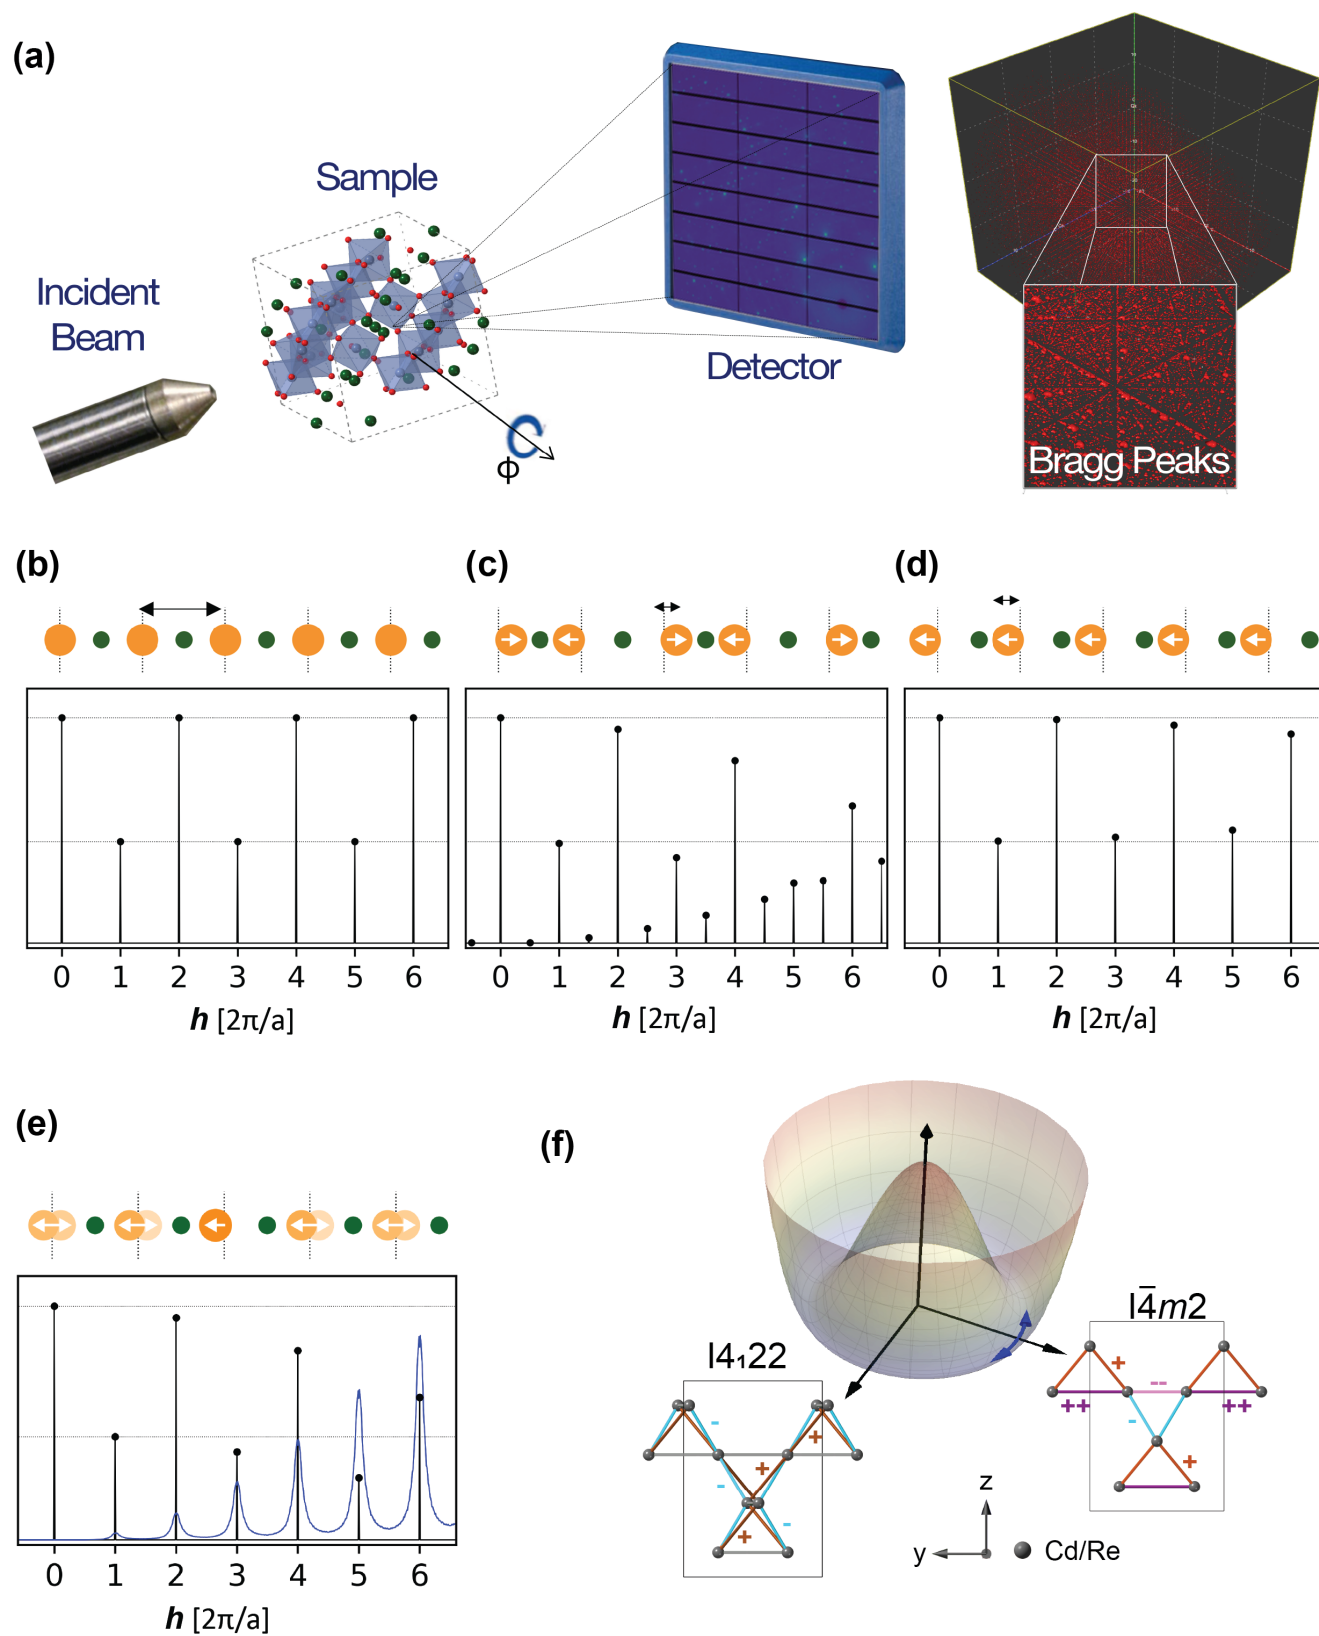 (a)
Sample
Incident
Beam
Detector
Φ
Bragg Peaks
(b)
(c)
(d)
0 1 2 3 4 5 6
h [2π/a]
0 1 2 3 4 5 6
h [2π/a]
0 1 2 3 4 5 6
h [2π/a]
(e)
0 1 2 3 4 5 6
h [2π/a]
(f)
I4₁22
- + + - + -
I4̅m2
+ -- ++ ++ - +
z
y
Cd/Re